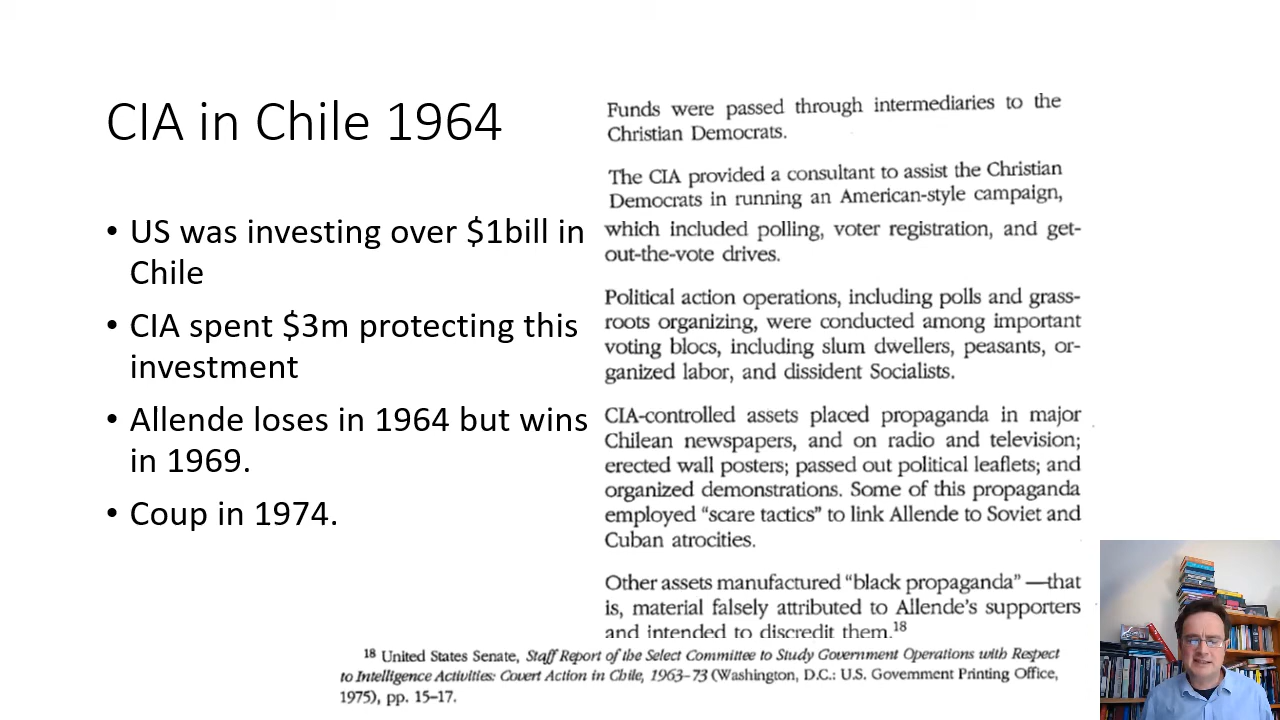 CIA in Chile 1964
• US was investing over $1bill in
Chile
• CIA spent $3m protecting this
investment
• Allende loses in 1964 but wins
in 1969.
• Coup in 1974.
Funds were passed through intermediaries to the
Christian Democrats.
The CIA provided a consultant to assist the Christian
Democrats in running an American-style campaign,
which included polling, voter registration, and get-
out-the-vote drives.
Political action operations, including polls and grass-
roots organizing, were conducted among important
voting blocs, including slum dwellers, peasants, or-
ganized labor, and dissident Socialists.
CIA-controlled assets placed propaganda in major
Chilean newspapers, and on radio and television;
erected wall posters; passed out political leaflets; and
organized demonstrations. Some of this propaganda
employed “scare tactics” to link Allende to Soviet and
Cuban atrocities.
Other assets manufactured “black propaganda” —that
is, material falsely attributed to Allende’s supporters
and intended to discredit them.18
18 United States Senate, Staff Report of the Select Committee to Study Government Operations with Respect
to Intelligence Activities: Covert Action in Chile, 1963–73 (Washington, D.C.: U.S. Government Printing Office,
1975), pp. 15–17.